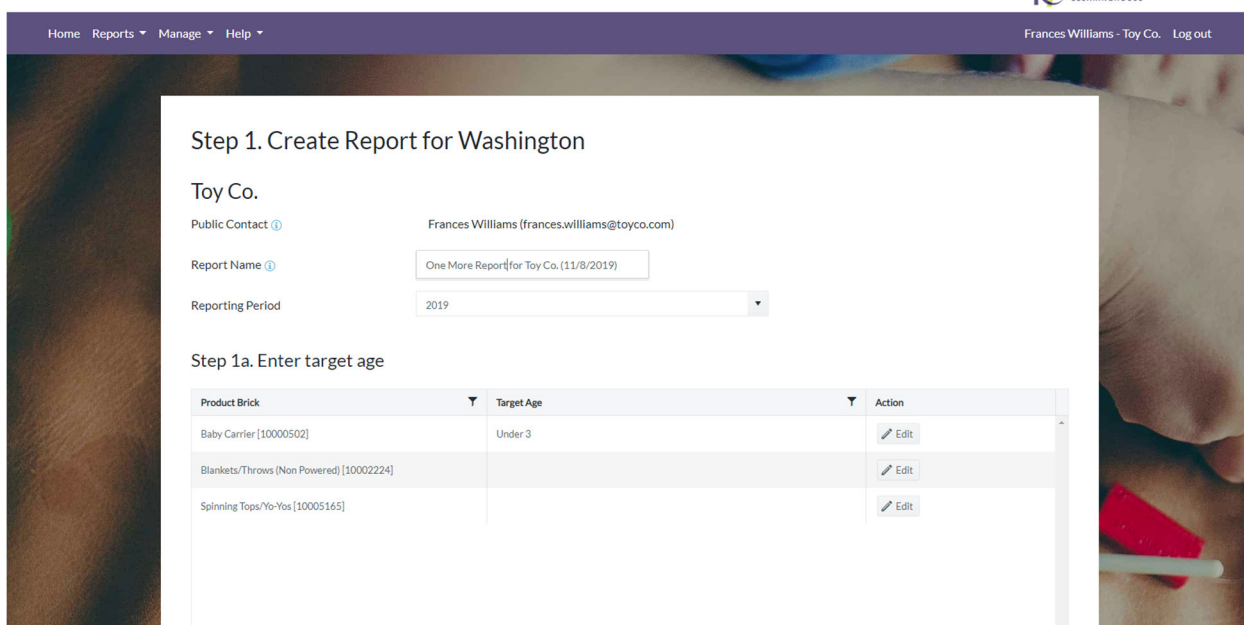 Home Reports Manage Help Frances Williams - Toy Co. Log out
Step 1. Create Report for Washington
Toy Co.
Public Contact Frances Williams (frances.williams@toyco.com)
Report Name One More Report for Toy Co. (11/8/2019)
Reporting Period 2019
Step 1a. Enter target age
Product Brick Target Age Action
Baby Carrier [10000502] Under 3 Edit
Blankets/Throws (Non Powered) [10002224] Edit
Spinning Tops/Yo-Yos [10005165] Edit